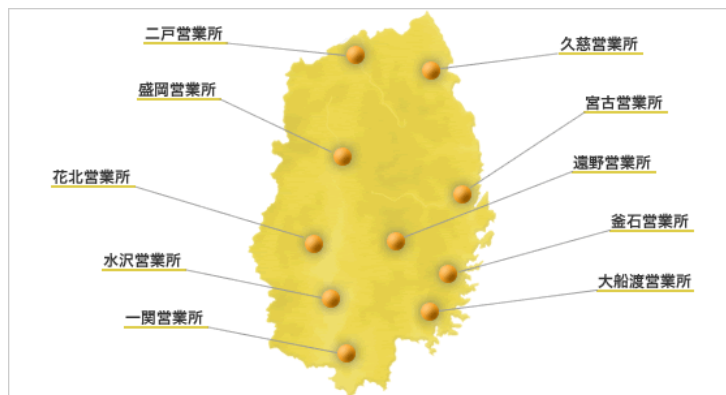 二戸営業所
久慈営業所
盛岡営業所
宮古営業所
遠野営業所
花北営業所
釜石営業所
水沢営業所
大船渡営業所
一関営業所